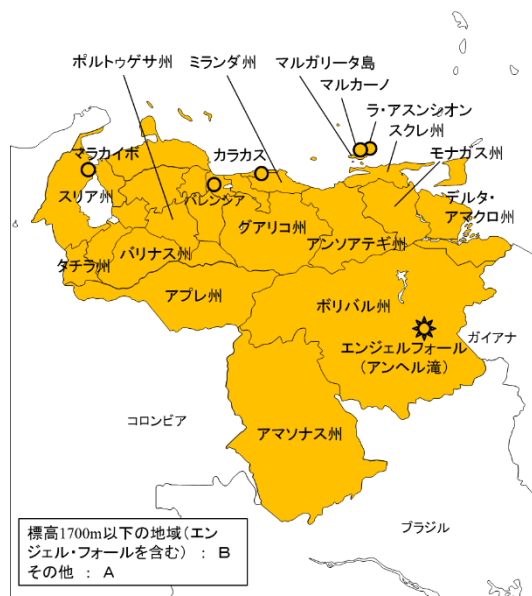 ポルトゥゲサ州
ミランダ州
マルガリータ島
マルカーノ
ラ・アスンシオン
スクレ州
モナガス州
マラカイボ
カラカス
バレンシア
スリア州
デルタ・
アマクロ州
グアリコ州
アンソアテギ州
バリナス州
タチラ州
アプレ州
ボリバル州
ガイアナ
エンジェルフォール
(アンヘル滝)
コロンビア
アマソナス州
ブラジル
標高1700m以下の地域(エン
ジェル・フォールを含む) : B
その他 : A